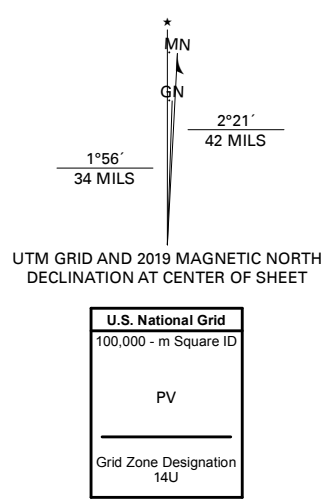 ★
MN
GN
2°21´
42 MILS
1°56´
34 MILS
UTM GRID AND 2019 MAGNETIC NORTH
DECLINATION AT CENTER OF SHEET
U.S. National Grid
100,000 - m Square ID
PV
Grid Zone Designation
14U